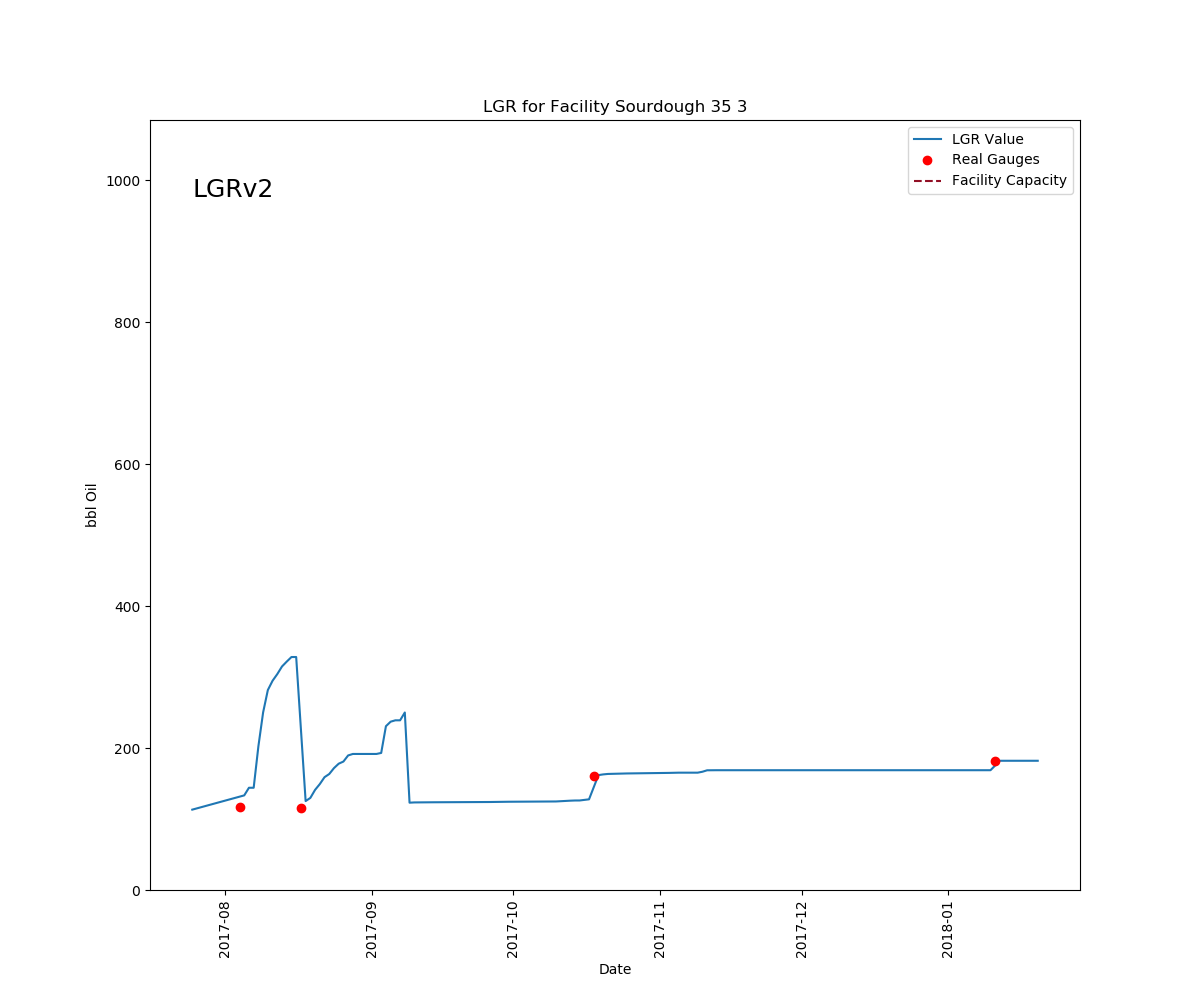 LGR for Facility Sourdough 35 3
LGRv2
LGR Value
Real Gauges
Facility Capacity
bbl Oil
1000
800
600
400
200
0
2017-08
2017-09
2017-10
2017-11
2017-12
2018-01
Date